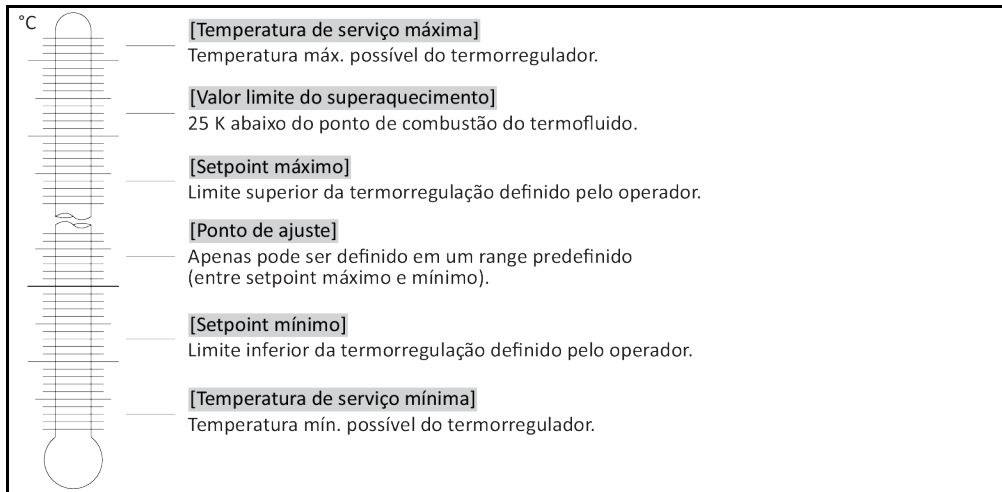 °C
[Temperatura de serviço máxima]
Temperatura máx. possível do termorregulador.
[Valor limite do superaquecimento]
25 K abaixo do ponto de combustão do termofluido.
[Setpoint máximo]
Limite superior da termorregulação definido pelo operador.
[Ponto de ajuste]
Apenas pode ser definido em um range predefinido
(entre setpoint máximo e mínimo).
[Setpoint mínimo]
Limite inferior da termorregulação definido pelo operador.
[Temperatura de serviço mínima]
Temperatura mín. possível do termorregulador.